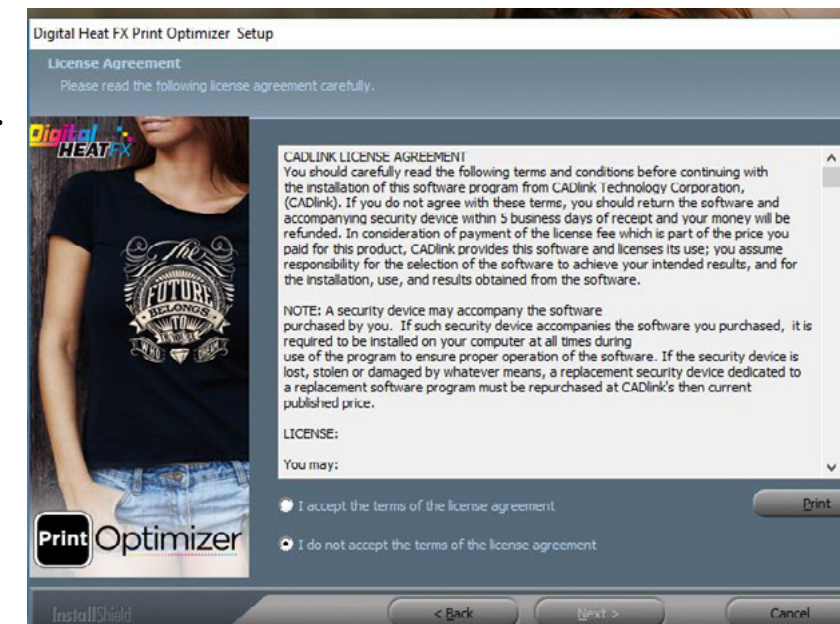 Digital Heat FX Print Optimizer Setup
License Agreement
Please read the following license agreement carefully.
Digital
HEATFX
The
FUTURE
BELONGS
TO
WHO DREAM
Print Optimizer
CADLINK LICENSE AGREEMENT
You should carefully read the following terms and conditions before continuing with
the installation of this software program from CADlink Technology Corporation,
(CADlink). If you do not agree with these terms, you should return the software and
accompanying security device within 5 business days of receipt and your money will be
refunded. In consideration of payment of the license fee which is part of the price you
paid for this product, CADlink provides this software and licenses its use; you assume
responsibility for the selection of the software to achieve your intended results, and for
the installation, use, and results obtained from the software.
NOTE: A security device may accompany the software
purchased by you. If such security device accompanies the software you purchased, it is
required to be installed on your computer at all times during
use of the program to ensure proper operation of the software. If the security device is
lost, stolen or damaged by whatever means, a replacement security device dedicated to
a replacement software program must be repurchased at CADlink's then current
published price.
LICENSE:
You may:
I accept the terms of the license agreement
Print
I do not accept the terms of the license agreement
InstallShield
< Back
Next >
Cancel